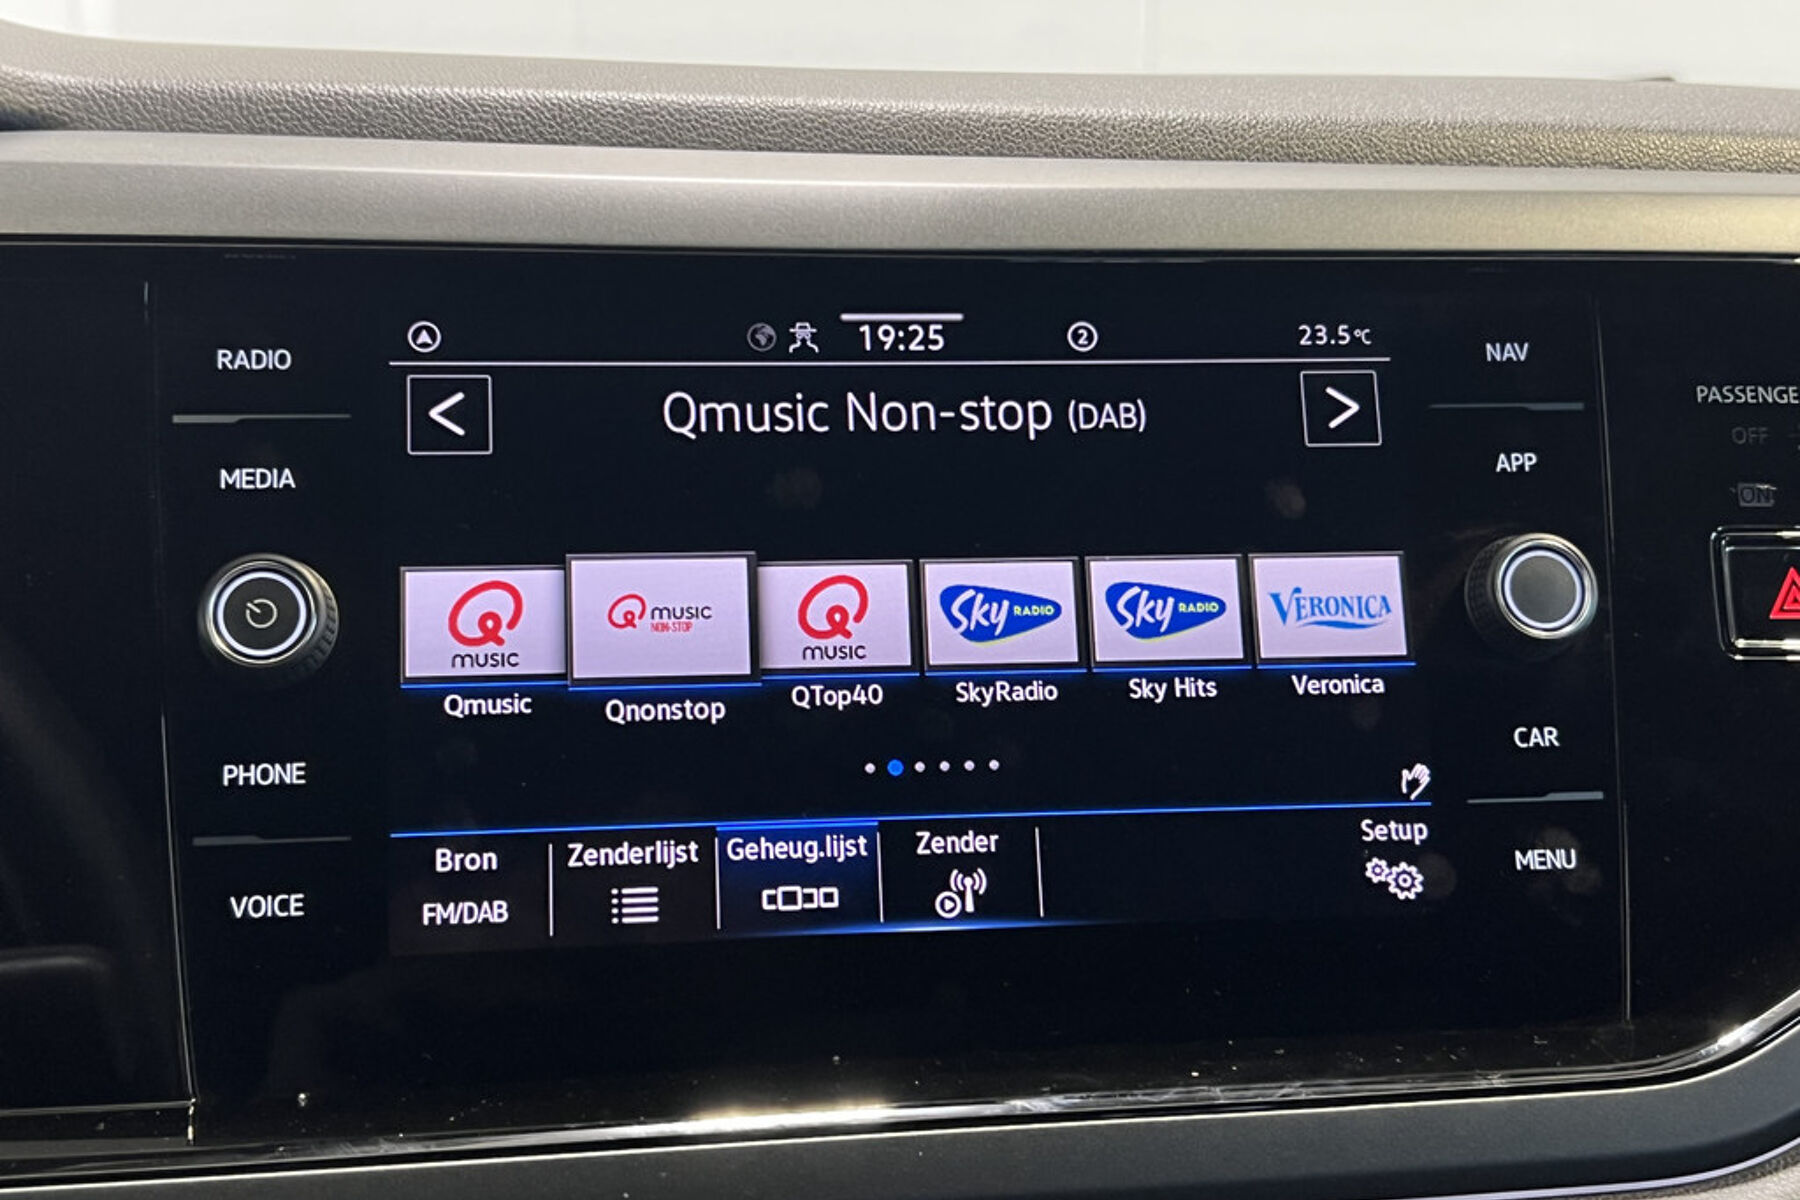 RADIO
MEDIA
PHONE
VOICE
19:25
2
23.5°C
Qmusic Non-stop (DAB)
Q music
Q music NON-STOP
Q music
Sky RADIO
Sky RADIO
VERONICA
Qmusic
Qnonstop
QTop40
SkyRadio
Sky Hits
Veronica
Bron
FM/DAB
Zenderlijst
Geheug.lijst
Zender
Setup
NAV
APP
CAR
MENU
PASSENGE
OFF
ON